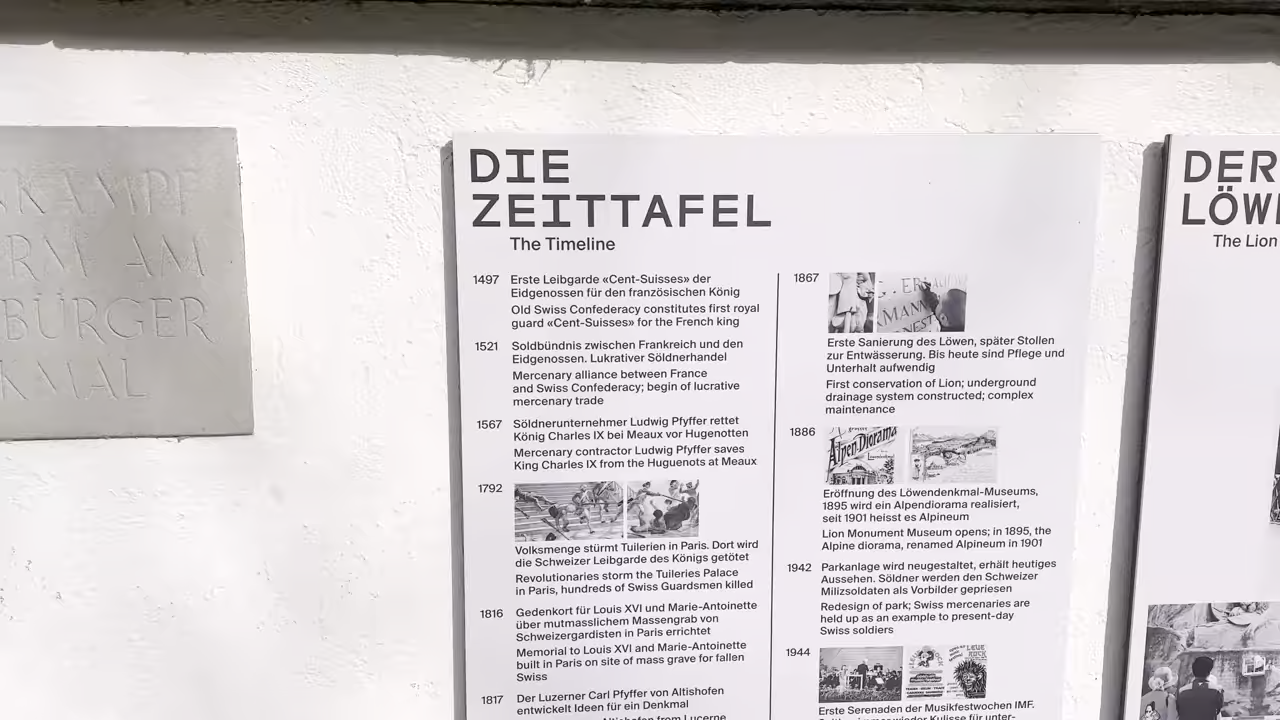 KAMPF
RM AM
BÜRGER
KMAL
DIE
ZEITTAFEL
The Timeline
1497 Erste Leibgarde «Cent-Suisses» der
Eidgenossen für den französischen König
Old Swiss Confederacy constitutes first royal
guard «Cent-Suisses» for the French king
1521 Soldbündnis zwischen Frankreich und den
Eidgenossen. Lukrativer Söldnerhandel
Mercenary alliance between France
and Swiss Confederacy; begin of lucrative
mercenary trade
1567 Söldnerunternehmer Ludwig Pfyffer rettet
König Charles IX bei Meaux vor Hugenotten
Mercenary contractor Ludwig Pfyffer saves
King Charles IX from the Huguenots at Meaux
1792
Volksmenge stürmt Tuilerien in Paris. Dort wird
die Schweizer Leibgarde des Königs getötet
Revolutionaries storm the Tuileries Palace
in Paris, hundreds of Swiss Guardsmen killed
1816 Gedenkort für Louis XVI und Marie-Antoinette
über mutmasslichem Massengrab von
Schweizergardisten in Paris errichtet
Memorial to Louis XVI and Marie-Antoinette
built in Paris on site of mass grave for fallen
Swiss
1817 Der Luzerner Carl Pfyffer von Altishofen
entwickelt Ideen für ein Denkmal
Altishofen from Lucerne
1867
MANN
Erste Sanierung des Löwen, später Stollen
zur Entwässerung. Bis heute sind Pflege und
Unterhalt aufwendig
First conservation of Lion; underground
drainage system constructed; complex
maintenance
1886
Alpen-Diorama
Eröffnung des Löwendenkmal-Museums,
1895 wird ein Alpendiorama realisiert,
seit 1901 heisst es Alpineum
Lion Monument Museum opens; in 1895, the
Alpine diorama, renamed Alpineum in 1901
1942 Parkanlage wird neugestaltet, erhält heutiges
Aussehen. Söldner werden den Schweizer
Milizsoldaten als Vorbilder gepriesen
Redesign of park; Swiss mercenaries are
held up as an example to present-day
Swiss soldiers
1944
Erste Serenaden der Musikfestwochen IMF.
DER
LÖW
The Lion